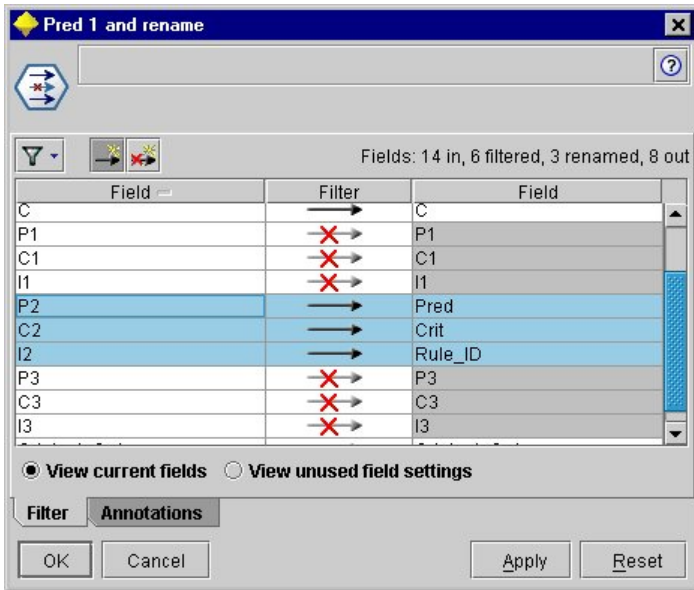 Pred 1 and rename
Fields: 14 in, 6 filtered, 3 renamed, 8 out
Field Filter Field
C C
P1 P1
C1 C1
I1 I1
P2 Pred
C2 Crit
I2 Rule_ID
P3 P3
C3 C3
I3 I3
View current fields View unused field settings
Filter Annotations
OK Cancel Apply Reset